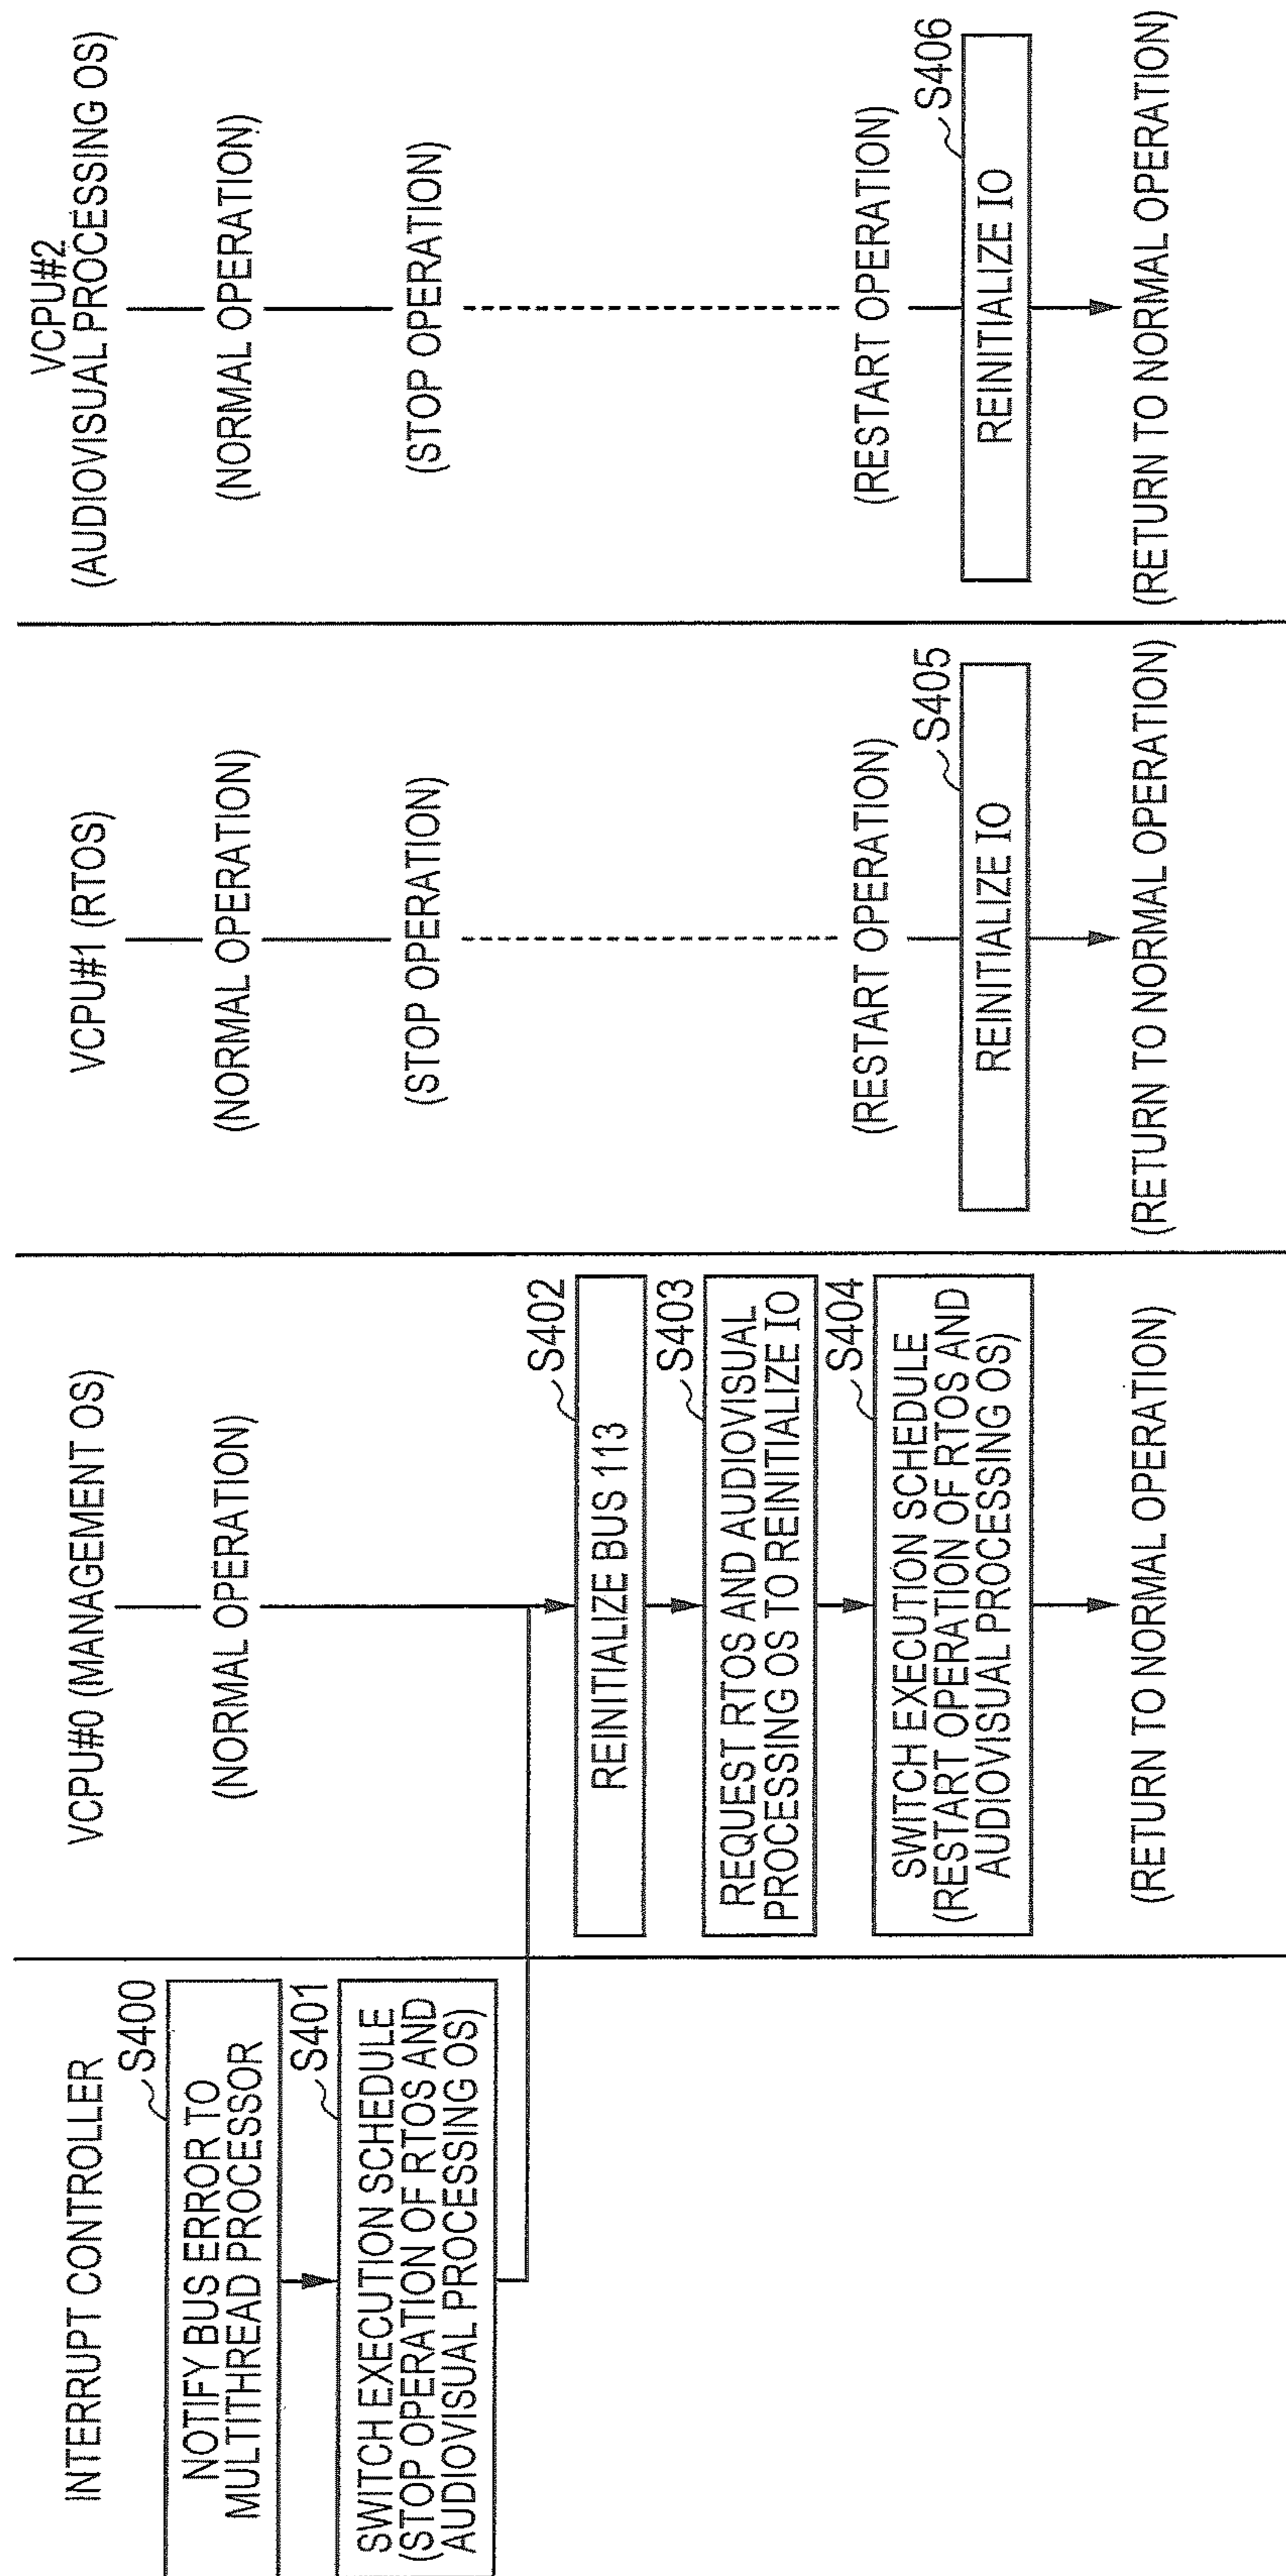 INTERRUPT CONTROLLER
S400
NOTIFY BUS ERROR TO
MULTITHREAD PROCESSOR
S401
SWITCH EXECUTION SCHEDULE
(STOP OPERATION OF RTOS AND
AUDIOVISUAL PROCESSING OS)
VCPU#0 (MANAGEMENT OS)
(NORMAL OPERATION)
S402
REINITIALIZE BUS 113
S403
REQUEST RTOS AND AUDIOVISUAL
PROCESSING OS TO REINITIALIZE IO
S404
SWITCH EXECUTION SCHEDULE
(RESTART OPERATION OF RTOS AND
AUDIOVISUAL PROCESSING OS)
(RETURN TO NORMAL OPERATION)
VCPU#1 (RTOS)
(NORMAL OPERATION)
(STOP OPERATION)
(RESTART OPERATION)
S405
REINITIALIZE IO
(RETURN TO NORMAL OPERATION)
VCPU#2
(AUDIOVISUAL PROCESSING OS)
(NORMAL OPERATION)
(STOP OPERATION)
(RESTART OPERATION)
S406
REINITIALIZE IO
(RETURN TO NORMAL OPERATION)